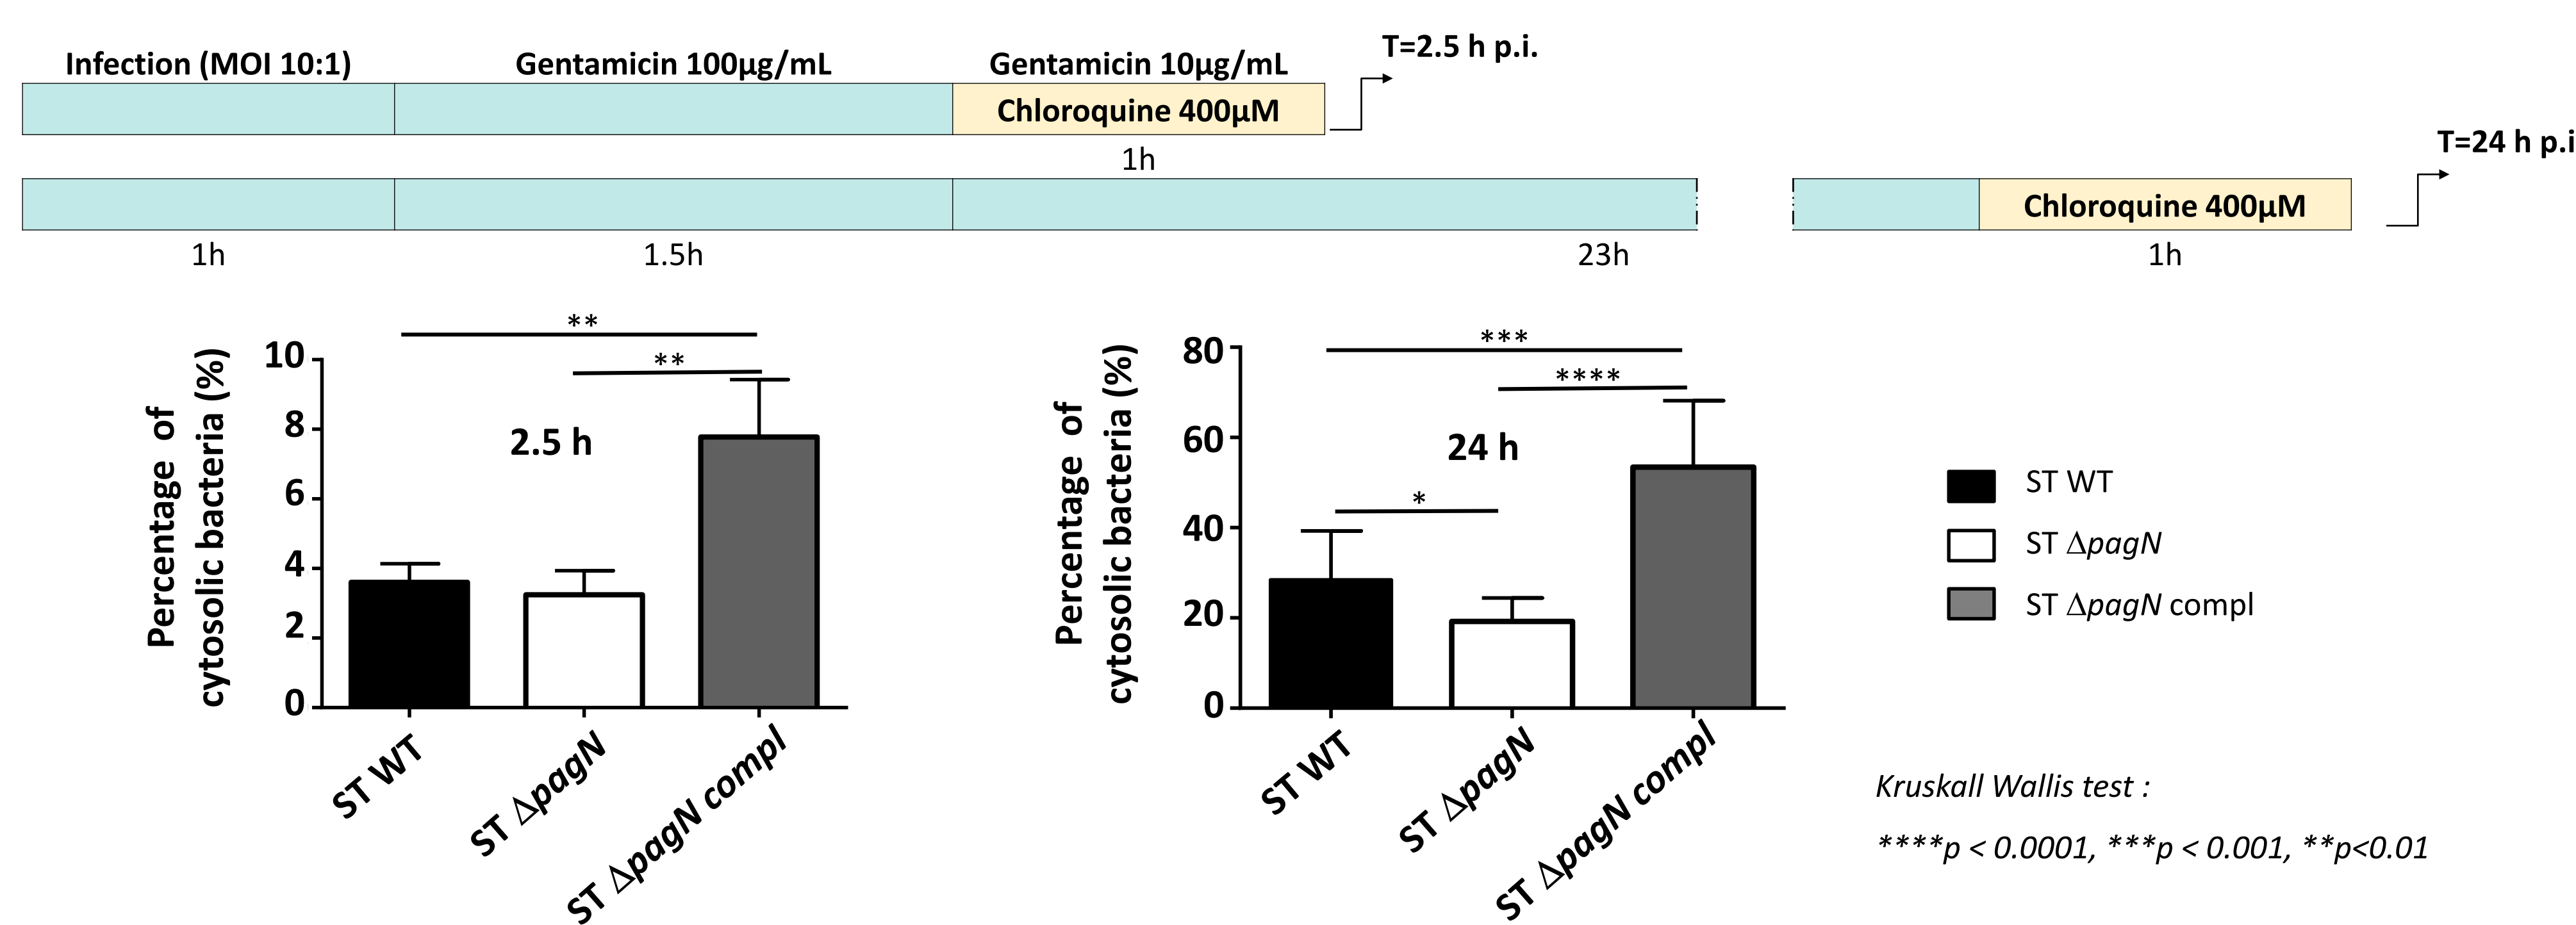 Infection (MOI 10:1)
Gentamicin 100µg/mL
Gentamicin 10µg/mL
T=2.5 h p.i.
Chloroquine 400µM
1h
T=24 h p.i
Chloroquine 400µM
1h
1.5h
23h
1h
Percentage of
cytosolic bacteria (%)
10
8
6
4
2
0
**
**
2.5 h
ST WT
ST ΔpagN
ST ΔpagN compl
Percentage of
cytosolic bacteria (%)
80
60
40
20
0
***
****
*
24 h
ST WT
ST ΔpagN
ST ΔpagN compl
ST WT
ST ΔpagN
ST ΔpagN compl
Kruskall Wallis test :
****p < 0.0001, ***p < 0.001, **p<0.01